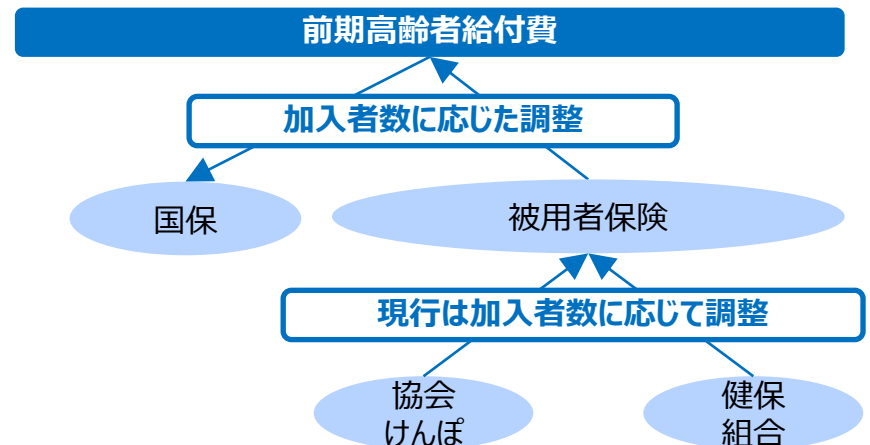 前期高齢者給付費
加入者数に応じた調整
国保
被用者保険
現行は加入者数に応じて調整
協会
けんぽ
健保
組合